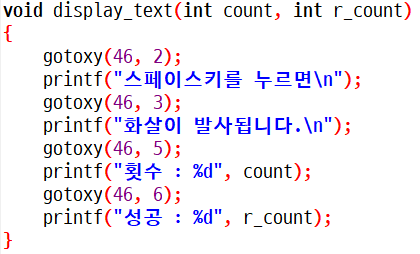 void display_text(int count, int r_count)
{
    gotoxy(46, 2);
    printf("스페이스키를 누르면\n");
    gotoxy(46, 3);
    printf("화살이 발사됩니다.\n");
    gotoxy(46, 5);
    printf("횟수 : %d", count);
    gotoxy(46, 6);
    printf("성공 : %d", r_count);
}